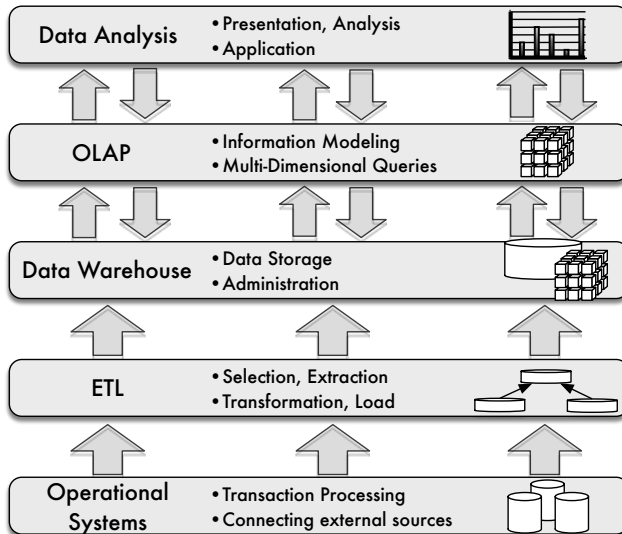 Data Analysis
• Presentation, Analysis
• Application
OLAP
• Information Modeling
• Multi-Dimensional Queries
Data Warehouse
• Data Storage
• Administration
ETL
• Selection, Extraction
• Transformation, Load
Operational
Systems
• Transaction Processing
• Connecting external sources